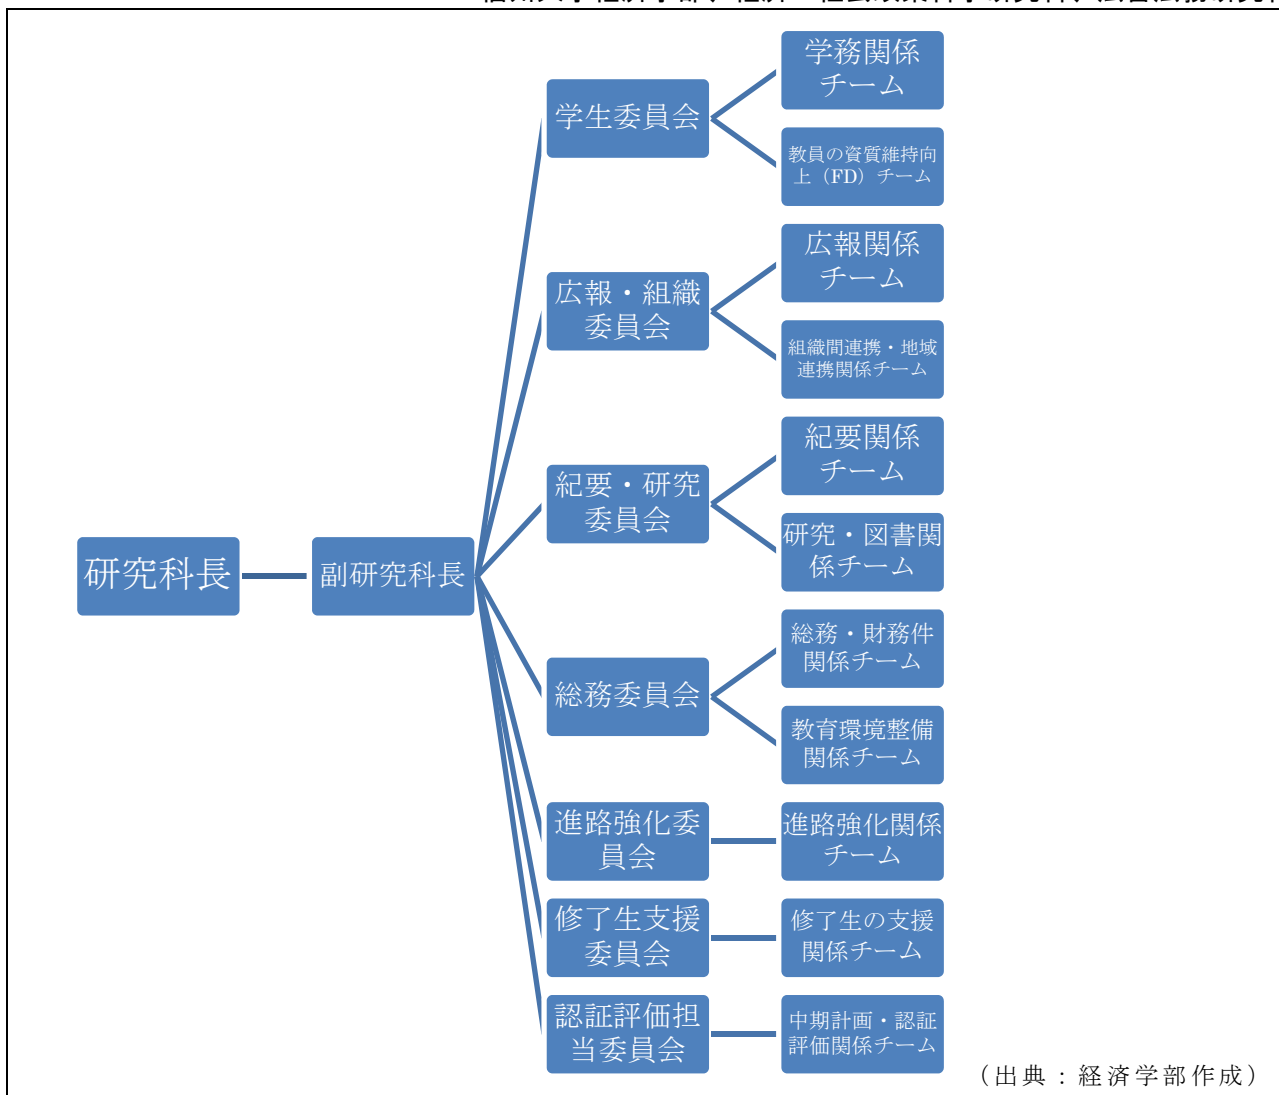 学務関係
チーム
学生委員会
教員の資質維持向
上（FD）チーム
広報関係
チーム
広報・組織
委員会
組織間連携・地域
連携関係チーム
紀要関係
チーム
紀要・研究
委員会
研究・図書関
係チーム
研究科長
副研究科長
総務・財務件
関係チーム
総務委員会
教育環境整備
関係チーム
進路強化委
員会
進路強化関係
チーム
修了生支援
委員会
修了生の支援
関係チーム
認証評価担
当委員会
中期計画・認証
評価関係チーム
（出典：経済学部作成）